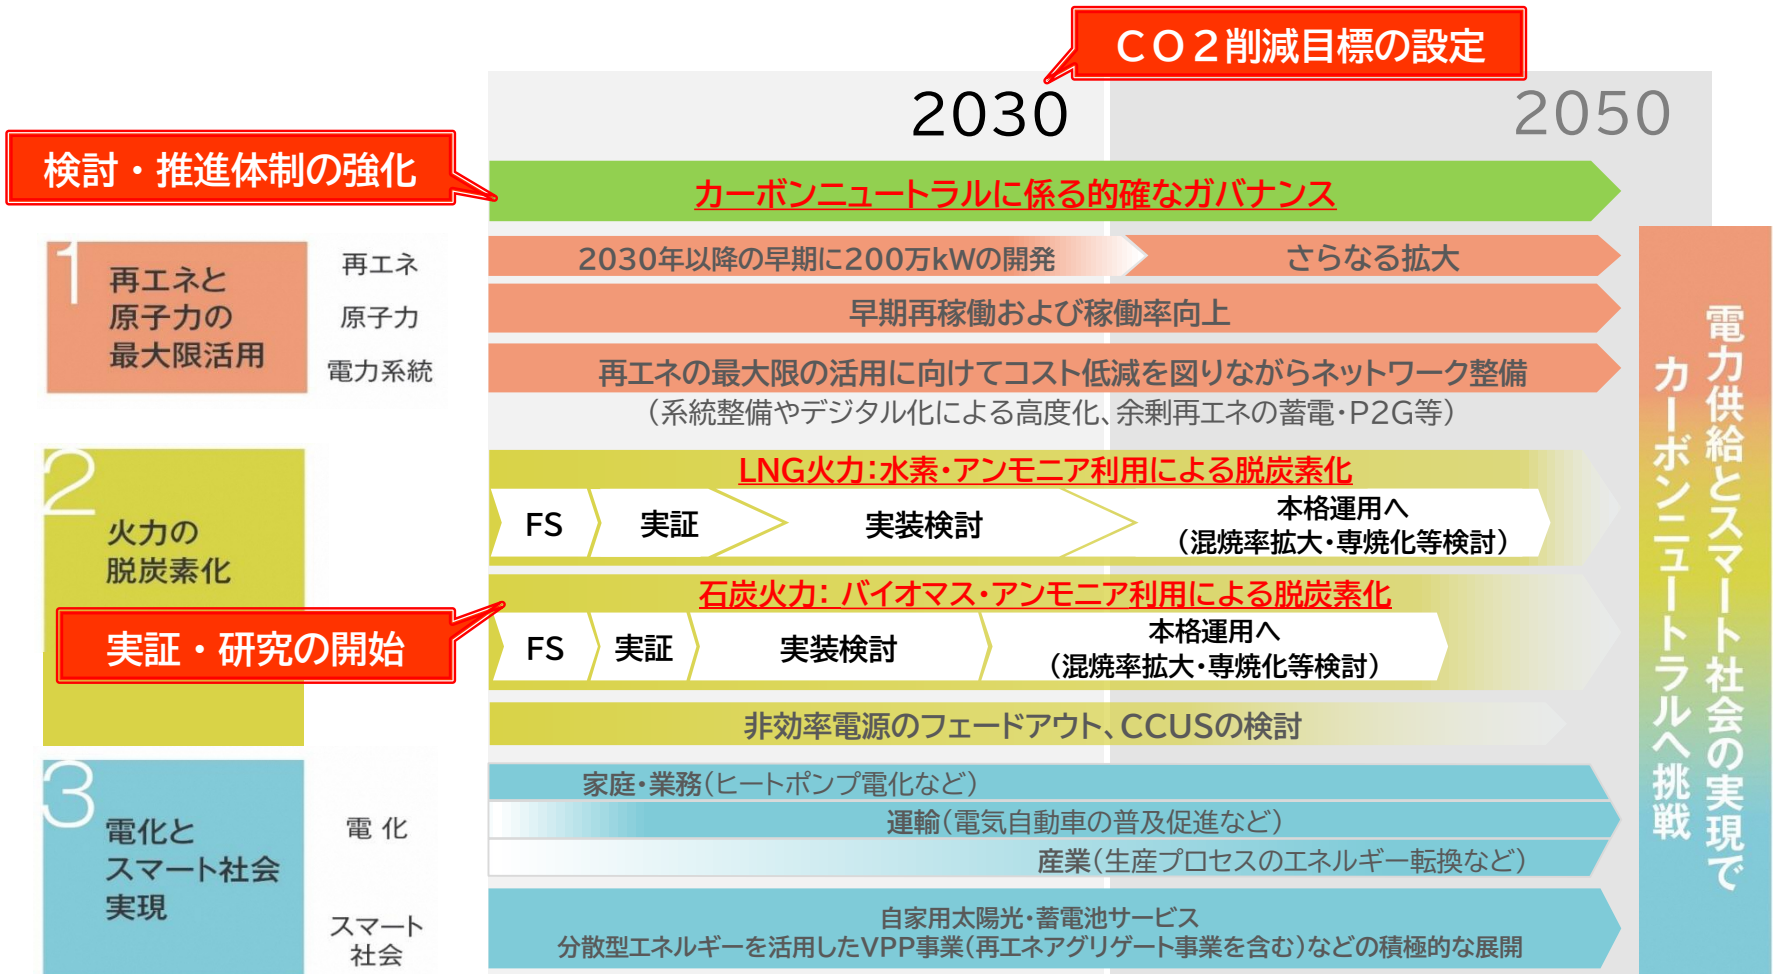 CO2削減目標の設定
2030
2050
検討・推進体制の強化
カーボンニュートラルに係る的確なガバナンス
1
再エネと
原子力の
最大限活用
再エネ
原子力
電力系統
2030年以降の早期に200万kWの開発
さらなる拡大
早期再稼働および稼働率向上
再エネの最大限の活用に向けてコスト低減を図りながらネットワーク整備
（系統整備やデジタル化による高度化、余剰再エネの蓄電・P2G等）
2
火力の
脱炭素化
LNG火力：水素・アンモニア利用による脱炭素化
FS
実証
実装検討
本格運用へ
（混焼率拡大・専焼化等検討）
実証・研究の開始
石炭火力： バイオマス・アンモニア利用による脱炭素化
FS
実証
実装検討
本格運用へ
（混焼率拡大・専焼化等検討）
非効率電源のフェードアウト、CCUSの検討
3
電化と
スマート社会
実現
電 化
スマート
社会
家庭・業務（ヒートポンプ電化など）
運輸（電気自動車の普及促進など）
産業（生産プロセスのエネルギー転換など）
自家用太陽光・蓄電池サービス
分散型エネルギーを活用したVPP事業（再エネアグリゲート事業を含む）などの積極的な展開
電力供給とスマート社会の実現で
カーボンニュートラルへ挑戦